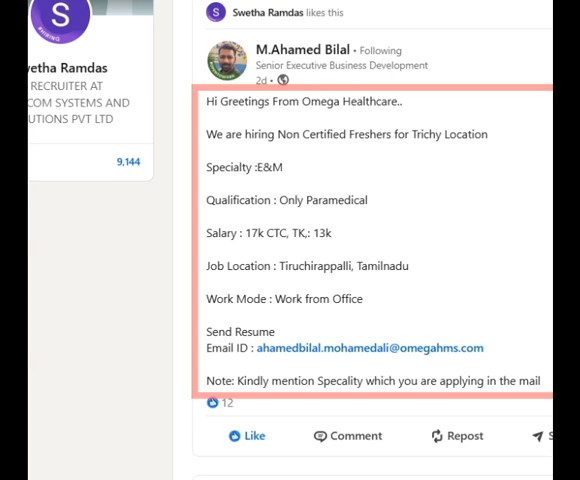 S
#HIRING
wetha Ramdas
RECRUITER AT
COM SYSTEMS AND
UTIONS PVT LTD
9,144
S
Swetha Ramdas likes this
M.Ahamed Bilal • Following
Senior Executive Business Development
2d •
Hi Greetings From Omega Healthcare..
We are hiring Non Certified Freshers for Trichy Location
Specialty :E&M
Qualification : Only Paramedical
Salary : 17k CTC, TK,: 13k
Job Location : Tiruchirappalli, Tamilnadu
Work Mode : Work from Office
Send Resume
Email ID : ahamedbilal.mohamedali@omegahms.com
Note: Kindly mention Specality which you are applying in the mail
12
Like Comment Repost S